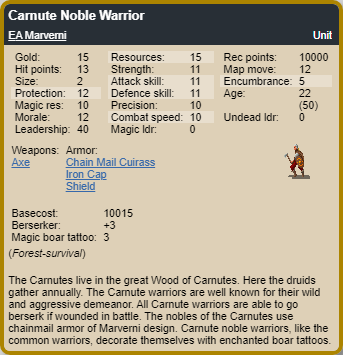 Carnute Noble Warrior
EA Marverni Unit
Gold: 15 Resources: 15 Rec points: 10000
Hit points: 13 Strength: 11 Map move: 12
Size: 2 Attack skill: 11 Encumbrance: 5
Protection: 12 Defence skill: 11 Age: 22
Magic res: 10 Precision: 10 (50)
Morale: 12 Combat speed: 10 Undead ldr: 0
Leadership: 40 Magic ldr: 0
Weapons: Armor:
Axe Chain Mail Cuirass
Iron Cap
Shield
Basecost: 10015
Berserker: +3
Magic boar tattoo: 3
(Forest-survival)
The Carnutes live in the great Wood of Carnutes. Here the druids
gather annually. The Carnute warriors are well known for their wild
and aggressive demeanor. All Carnute warriors are able to go
berserk if wounded in battle. The nobles of the Carnutes use
chainmail armor of Marverni design. Carnute noble warriors, like the
common warriors, decorate themselves with enchanted boar tattoos.